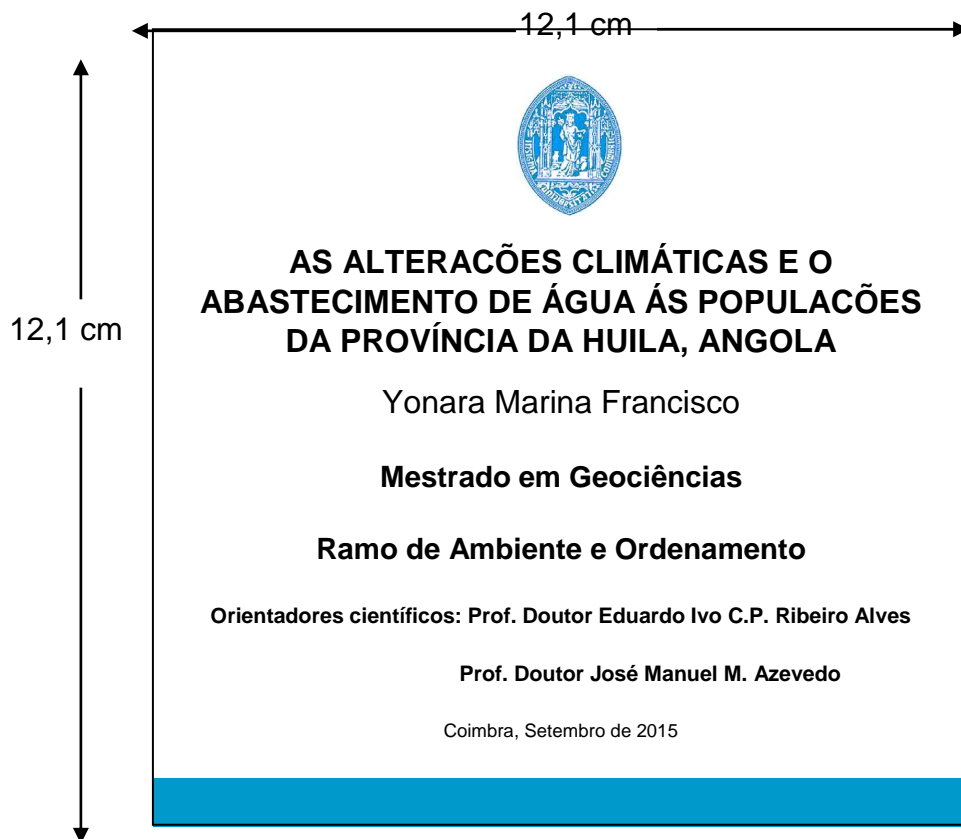 12,1 cm
12,1 cm
AS ALTERACÕES CLIMÁTICAS E O
ABASTECIMENTO DE ÁGUA ÁS POPULACÕES
DA PROVÍNCIA DA HUILA, ANGOLA
Yonara Marina Francisco
Mestrado em Geociências
Ramo de Ambiente e Ordenamento
Orientadores científicos: Prof. Doutor Eduardo Ivo C.P. Ribeiro Alves
Prof. Doutor José Manuel M. Azevedo
Coimbra, Setembro de 2015